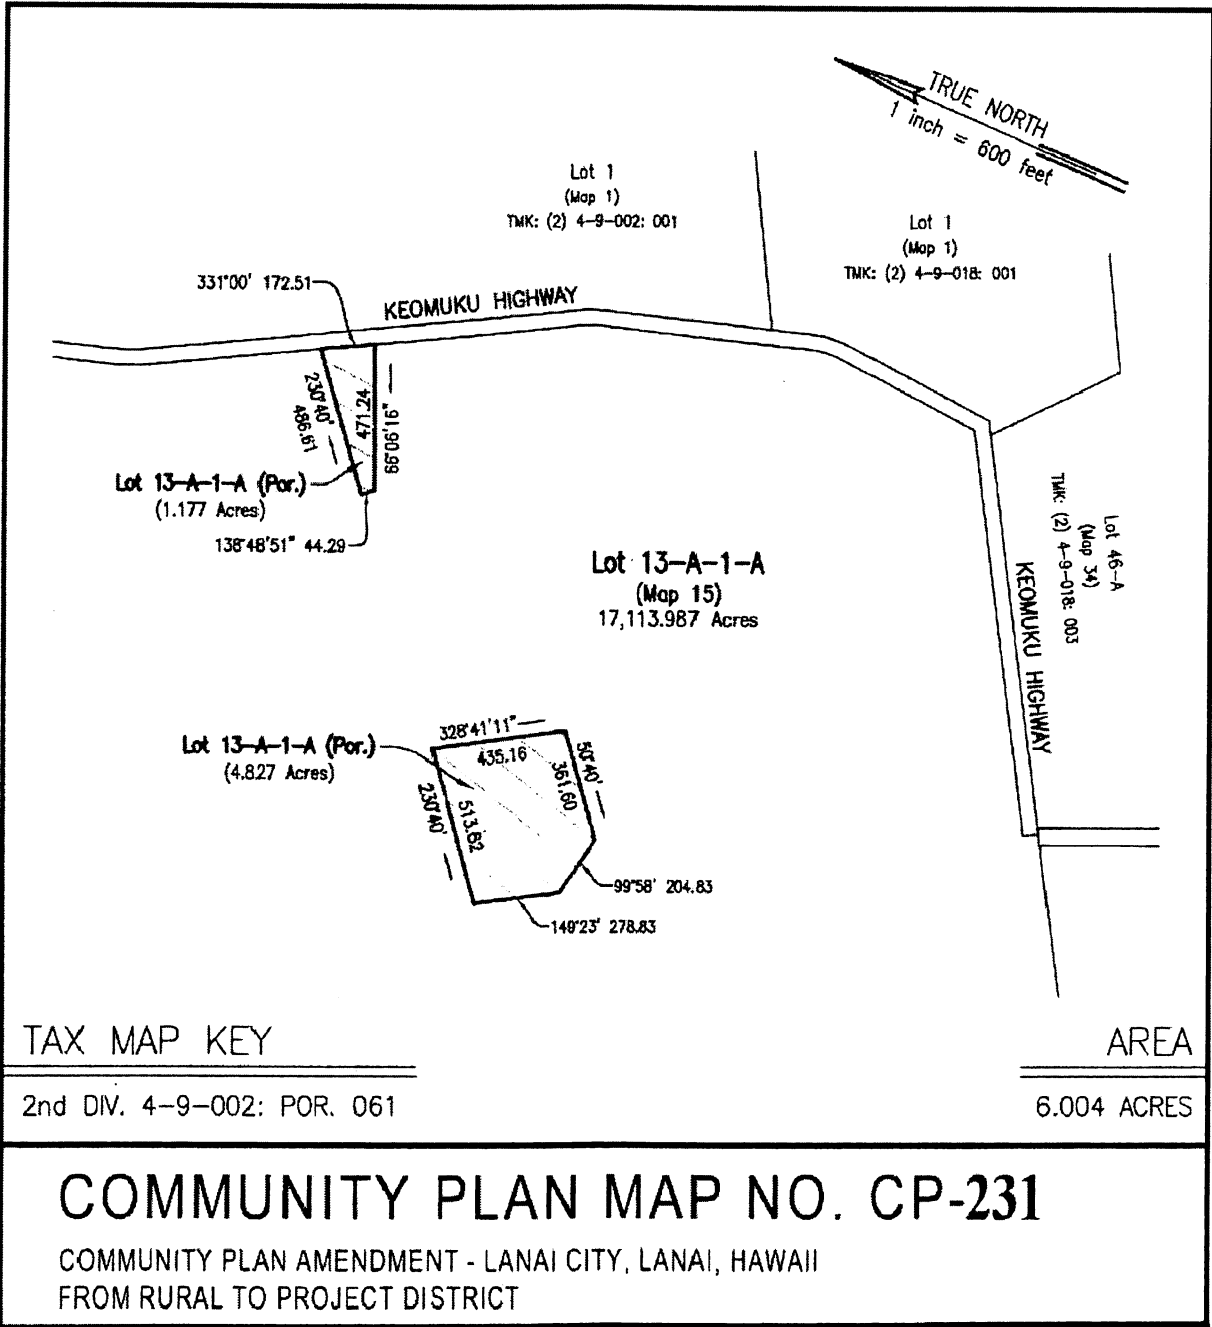 TRUE NORTH
1 inch = 600 feet
Lot 1
(Map 1)
TMK: (2) 4-9-002: 001
Lot 1
(Map 1)
TMK: (2) 4-9-018: 001
331°00' 172.51
KEOMUKU HIGHWAY
230°40'
486.61
471.24
66°06'16"
Lot 13-A-1-A (Por.)
(1.177 Acres)
138°48'51" 44.29
Lot 13-A-1-A
(Map 15)
17,113.987 Acres
Lot 46-A
(Map 34)
TMK: (2) 4-9-018: 003
KEOMUKU HIGHWAY
328°41'11"
435.16
Lot 13-A-1-A (Por.)
(4.827 Acres)
50°40'
361.60
230°40'
513.62
99°58' 204.83
149°23' 278.83
TAX MAP KEY
AREA
2nd DIV. 4-9-002: POR. 061
6.004 ACRES
COMMUNITY PLAN MAP NO. CP-231
COMMUNITY PLAN AMENDMENT - LANAI CITY, LANAI, HAWAII
FROM RURAL TO PROJECT DISTRICT